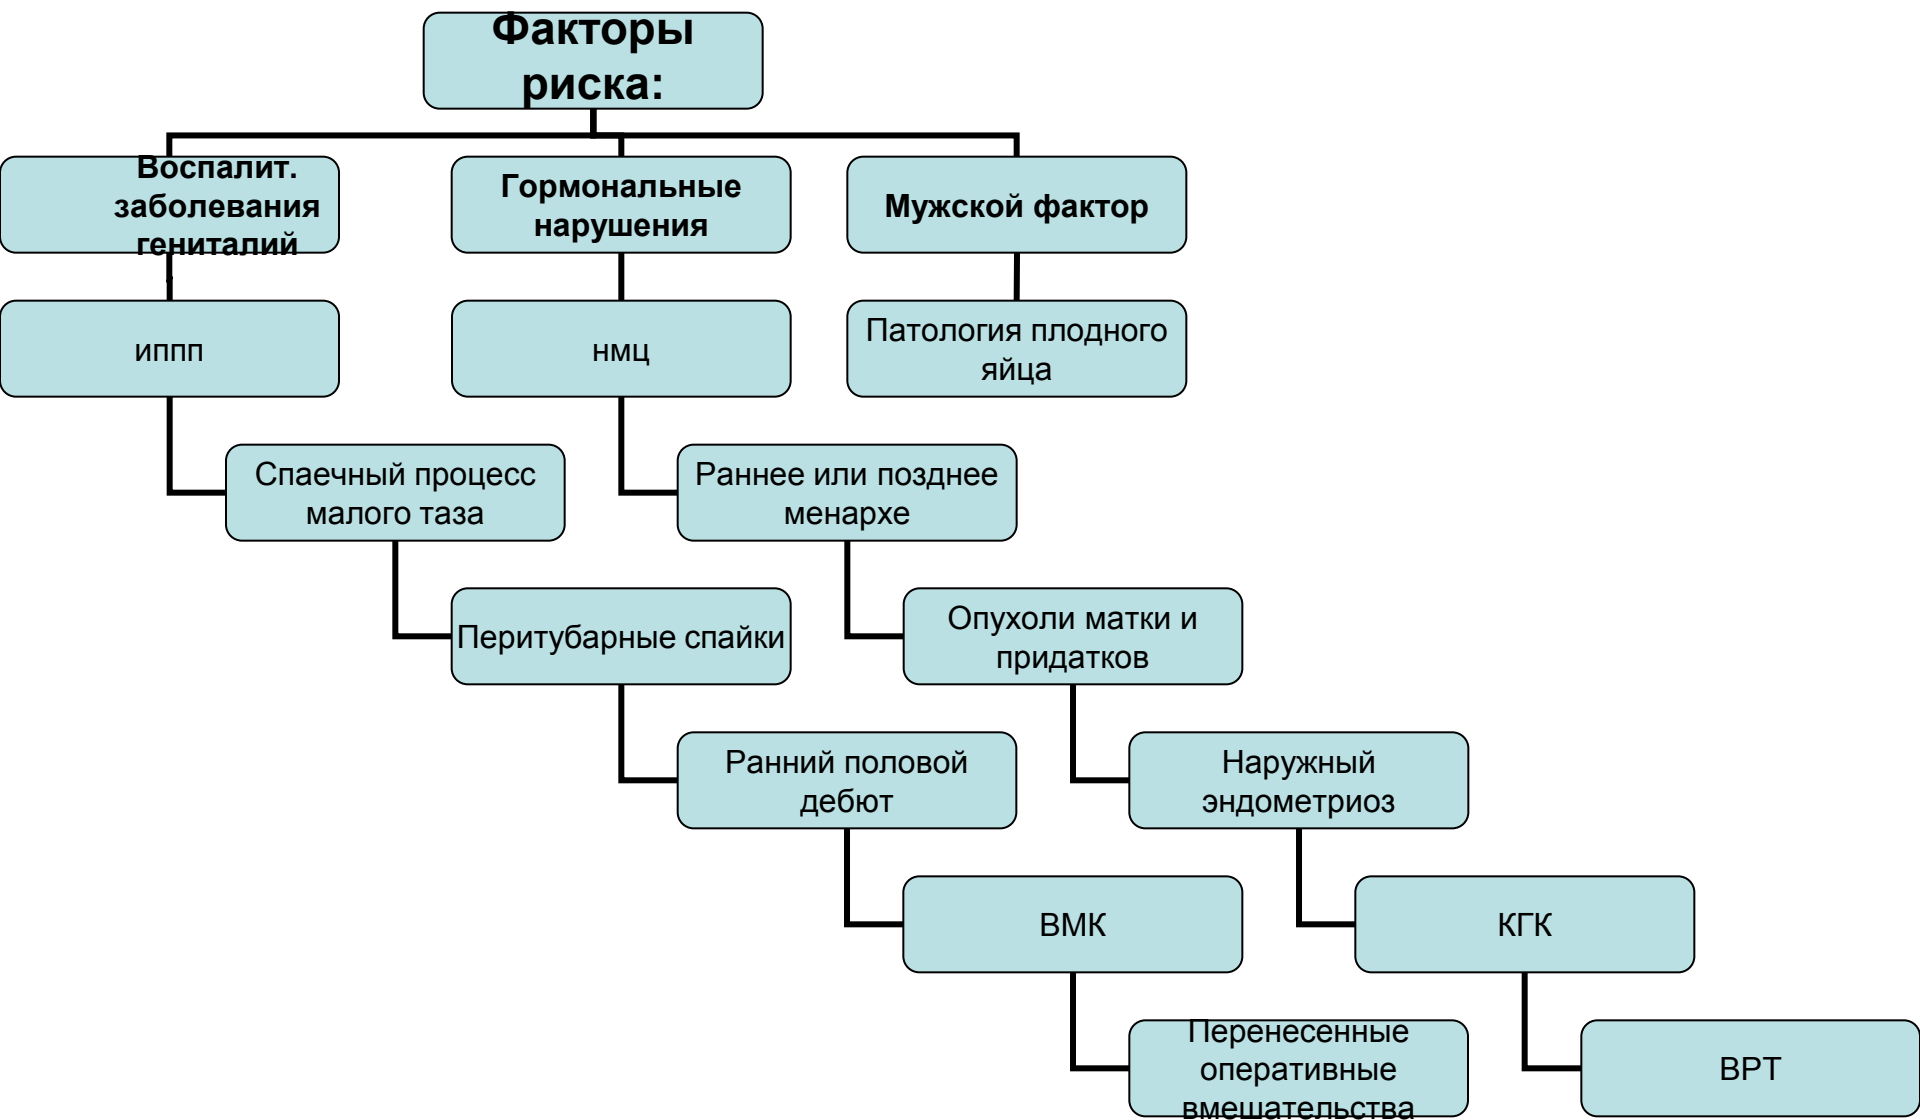 Факторы
риска:
Воспалит.
заболевания
гениталий
Гормональные
нарушения
Мужской фактор
иппп
нмц
Патология плодного
яйца
Спаечный процесс
малого таза
Раннее или позднее
менархе
Перитубарные спайки
Опухоли матки и
придатков
Ранний половой
дебют
Наружный
эндометриоз
ВМК
КГК
Перенесенные
оперативные
вмешательства
ВРТ